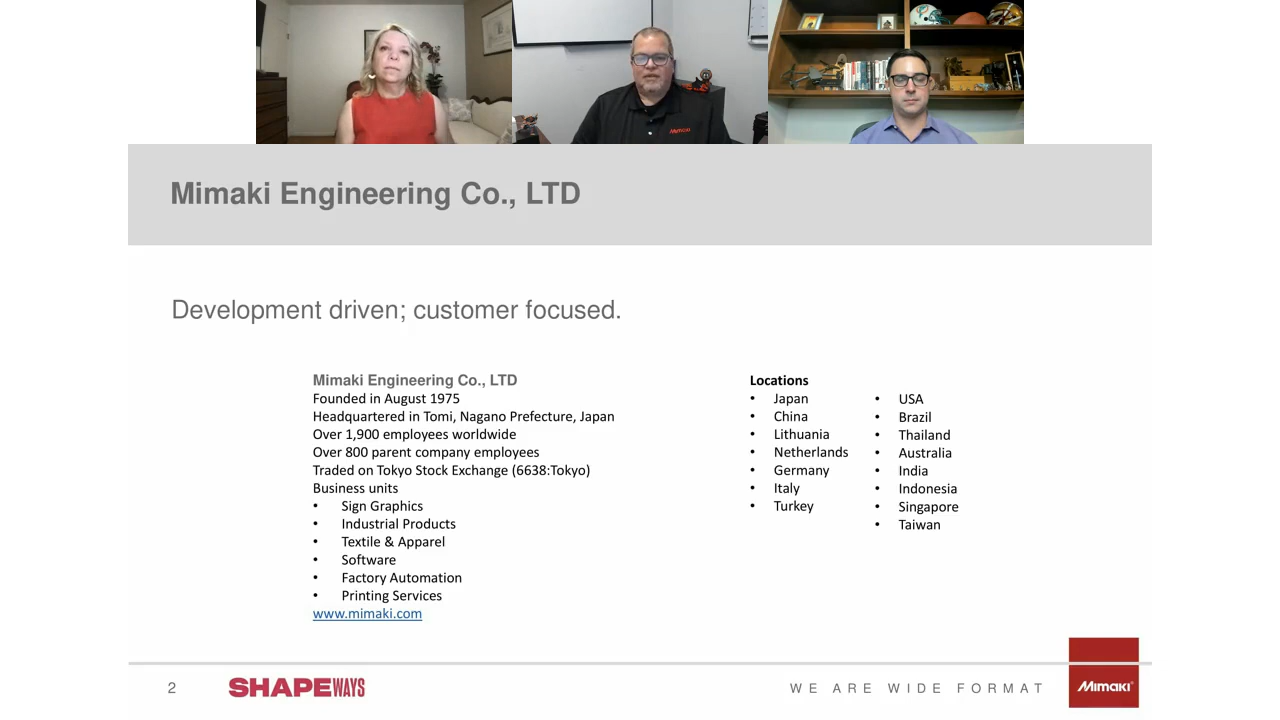 Mimaki
Mimaki Engineering Co., LTD
Development driven; customer focused.
Mimaki Engineering Co., LTD
Founded in August 1975
Headquartered in Tomi, Nagano Prefecture, Japan
Over 1,900 employees worldwide
Over 800 parent company employees
Traded on Tokyo Stock Exchange (6638:Tokyo)
Business units
• Sign Graphics
• Industrial Products
• Textile & Apparel
• Software
• Factory Automation
• Printing Services
www.mimaki.com
Locations
• Japan
• China
• Lithuania
• Netherlands
• Germany
• Italy
• Turkey
• USA
• Brazil
• Thailand
• Australia
• India
• Indonesia
• Singapore
• Taiwan
2
SHAPEWAYS
WE ARE WIDE FORMAT
Mimaki